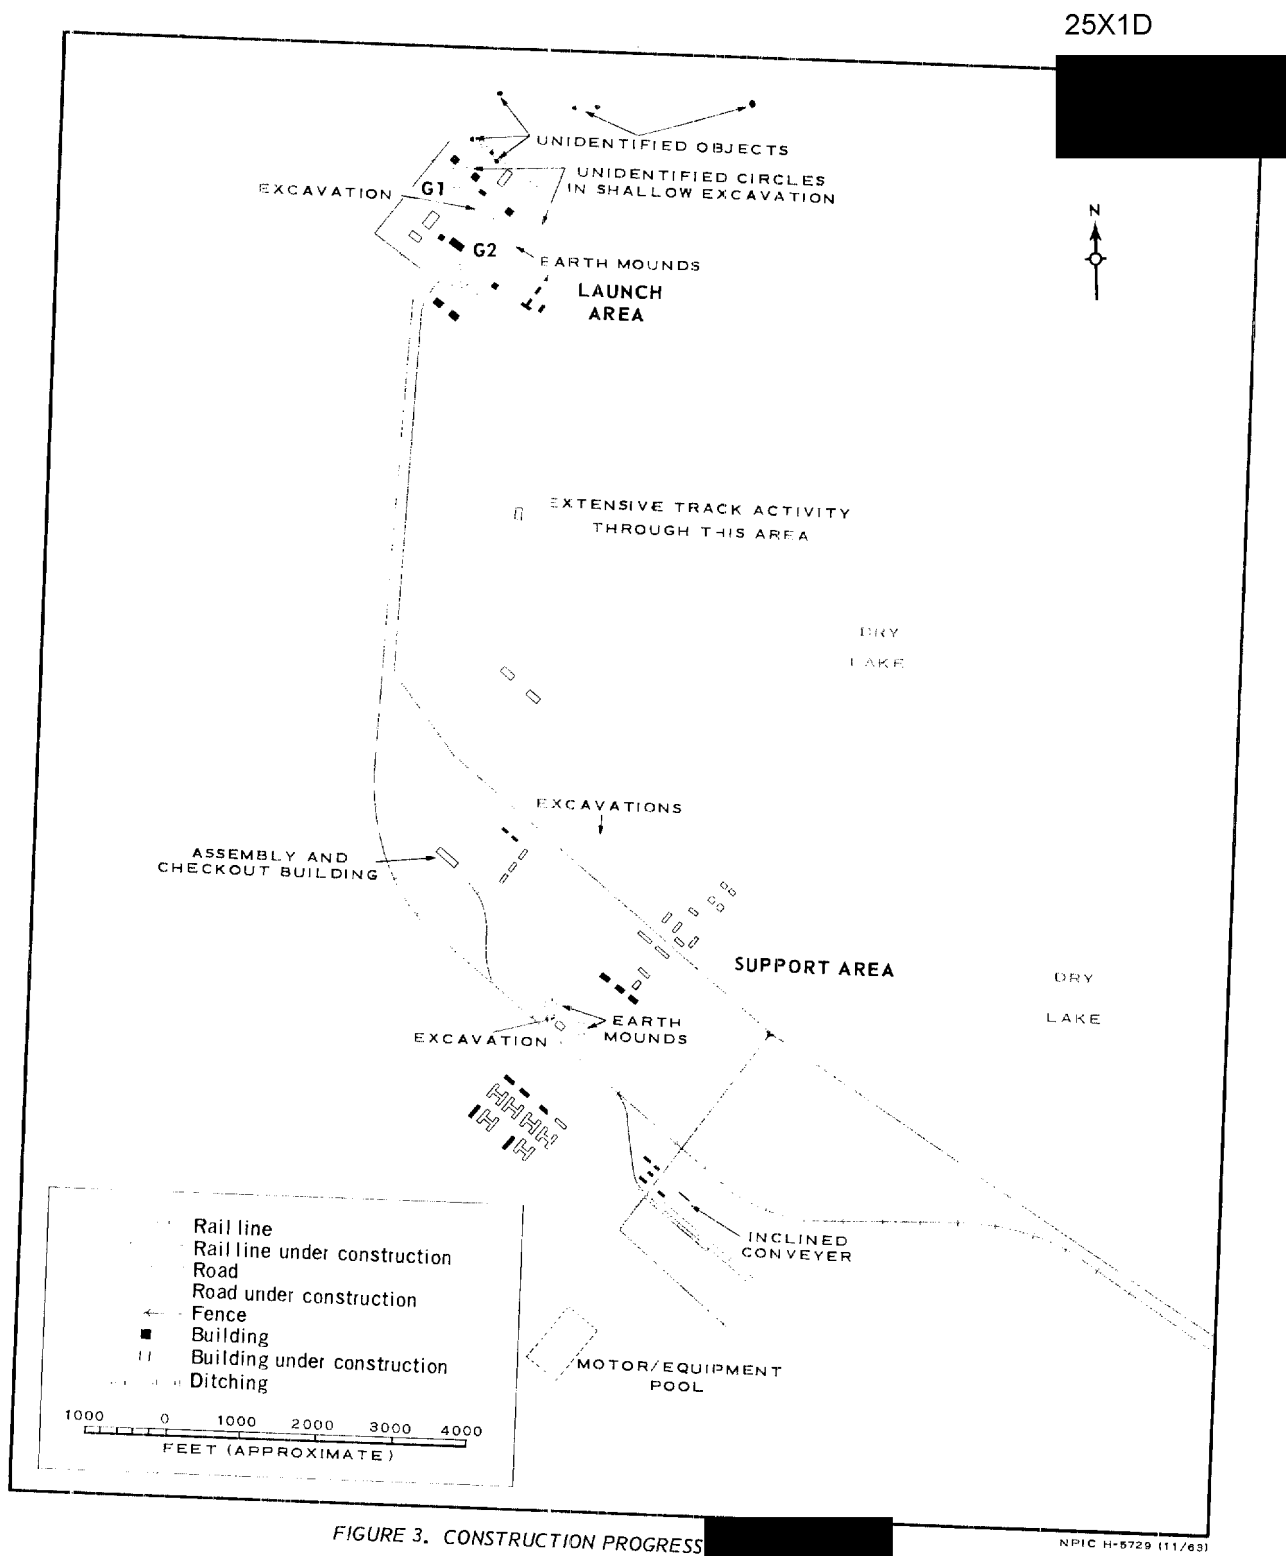 25X1D
UNIDENTIFIED OBJECTS
UNIDENTIFIED CIRCLES
IN SHALLOW EXCAVATION
EXCAVATION
G1
N
G2
EARTH MOUNDS
LAUNCH
AREA
EXTENSIVE TRACK ACTIVITY
THROUGH THIS AREA
DRY
LAKE
EXCAVATIONS
ASSEMBLY AND
CHECKOUT BUILDING
SUPPORT AREA
DRY
LAKE
EARTH
MOUNDS
EXCAVATION
INCLINED
CONVEYER
MOTOR/EQUIPMENT
POOL
Rail line
Rail line under construction
Road
Road under construction
Fence
Building
Building under construction
Ditching
1000 0 1000 2000 3000 4000
FEET (APPROXIMATE)
FIGURE 3. CONSTRUCTION PROGRESS
NPIC H-5729 (11/63)